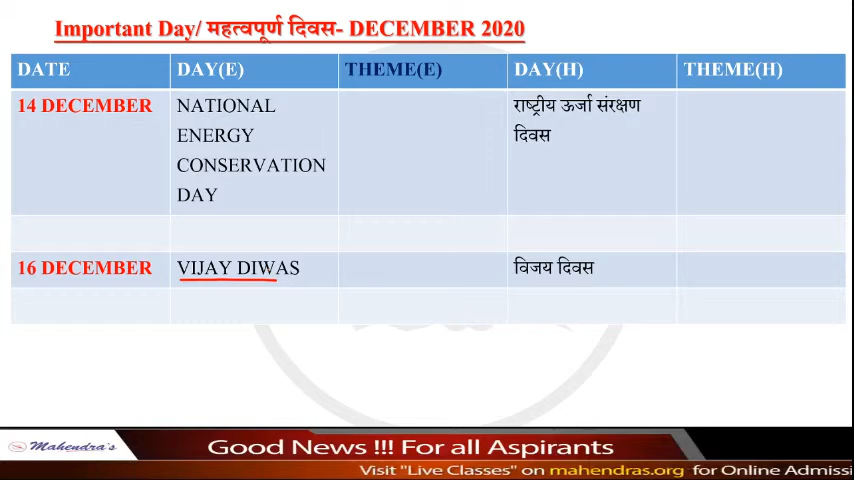 Important Day/ महत्वपूर्ण दिवस- DECEMBER 2020
DATE DAY(E) THEME(E) DAY(H) THEME(H)
14 DECEMBER NATIONAL ENERGY CONSERVATION DAY राष्ट्रीय ऊर्जा संरक्षण दिवस
16 DECEMBER VIJAY DIWAS विजय दिवस
Mahendra's
Good News !!! For all Aspirants
Visit "Live Classes" on mahendras.org for Online Admissi